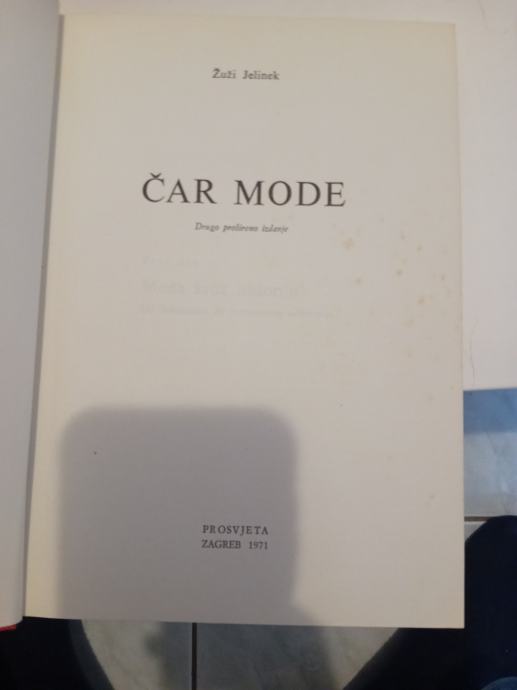 Žuži Jelinek
ČAR MODE
Drugo prošireno izdanje
PROSVJETA
ZAGREB 1971